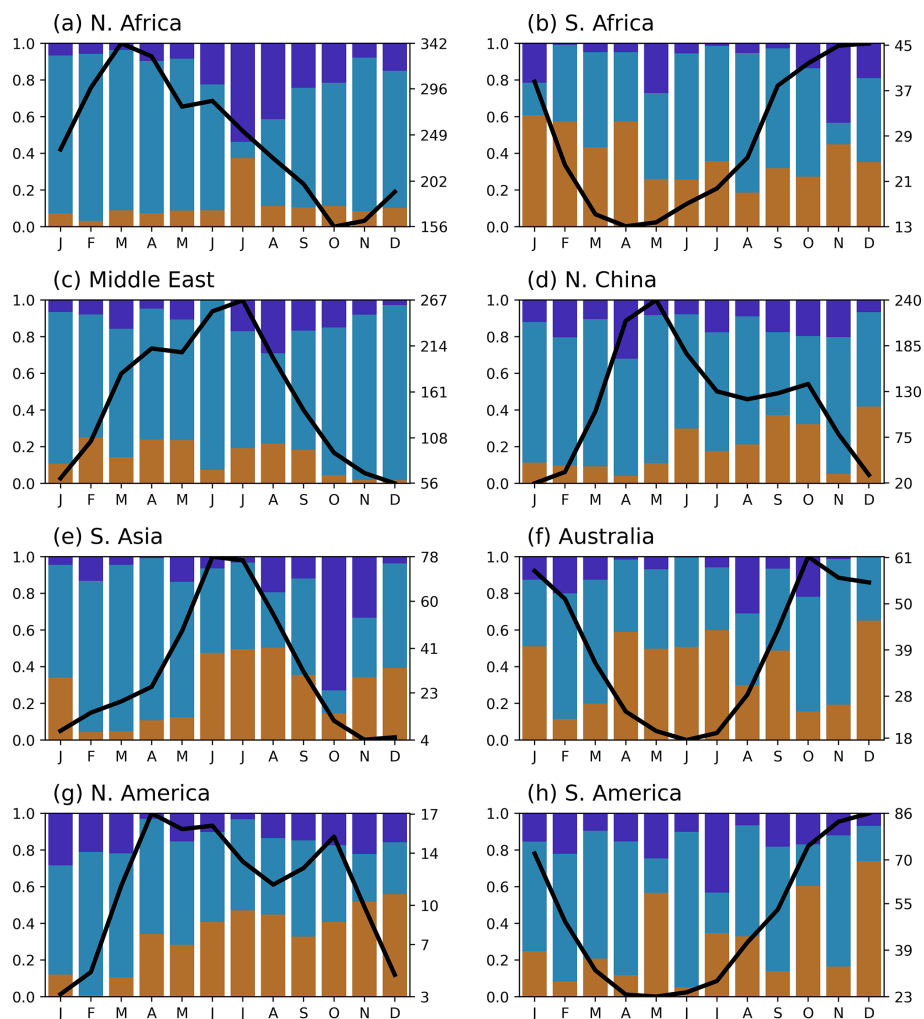 (a) N. Africa
1.0 0.8 0.6 0.4 0.2 0.0
342 296 249 202 156
J F M A M J J A S O N D
(b) S. Africa
1.0 0.8 0.6 0.4 0.2 0.0
45 37 29 21 13
J F M A M J J A S O N D
(c) Middle East
1.0 0.8 0.6 0.4 0.2 0.0
267 214 161 108 56
J F M A M J J A S O N D
(d) N. China
1.0 0.8 0.6 0.4 0.2 0.0
240 185 130 75 20
J F M A M J J A S O N D
(e) S. Asia
1.0 0.8 0.6 0.4 0.2 0.0
78 60 41 23 4
J F M A M J J A S O N D
(f) Australia
1.0 0.8 0.6 0.4 0.2 0.0
61 50 39 28 18
J F M A M J J A S O N D
(g) N. America
1.0 0.8 0.6 0.4 0.2 0.0
17 14 10 7 3
J F M A M J J A S O N D
(h) S. America
1.0 0.8 0.6 0.4 0.2 0.0
86 70 55 39 23
J F M A M J J A S O N D